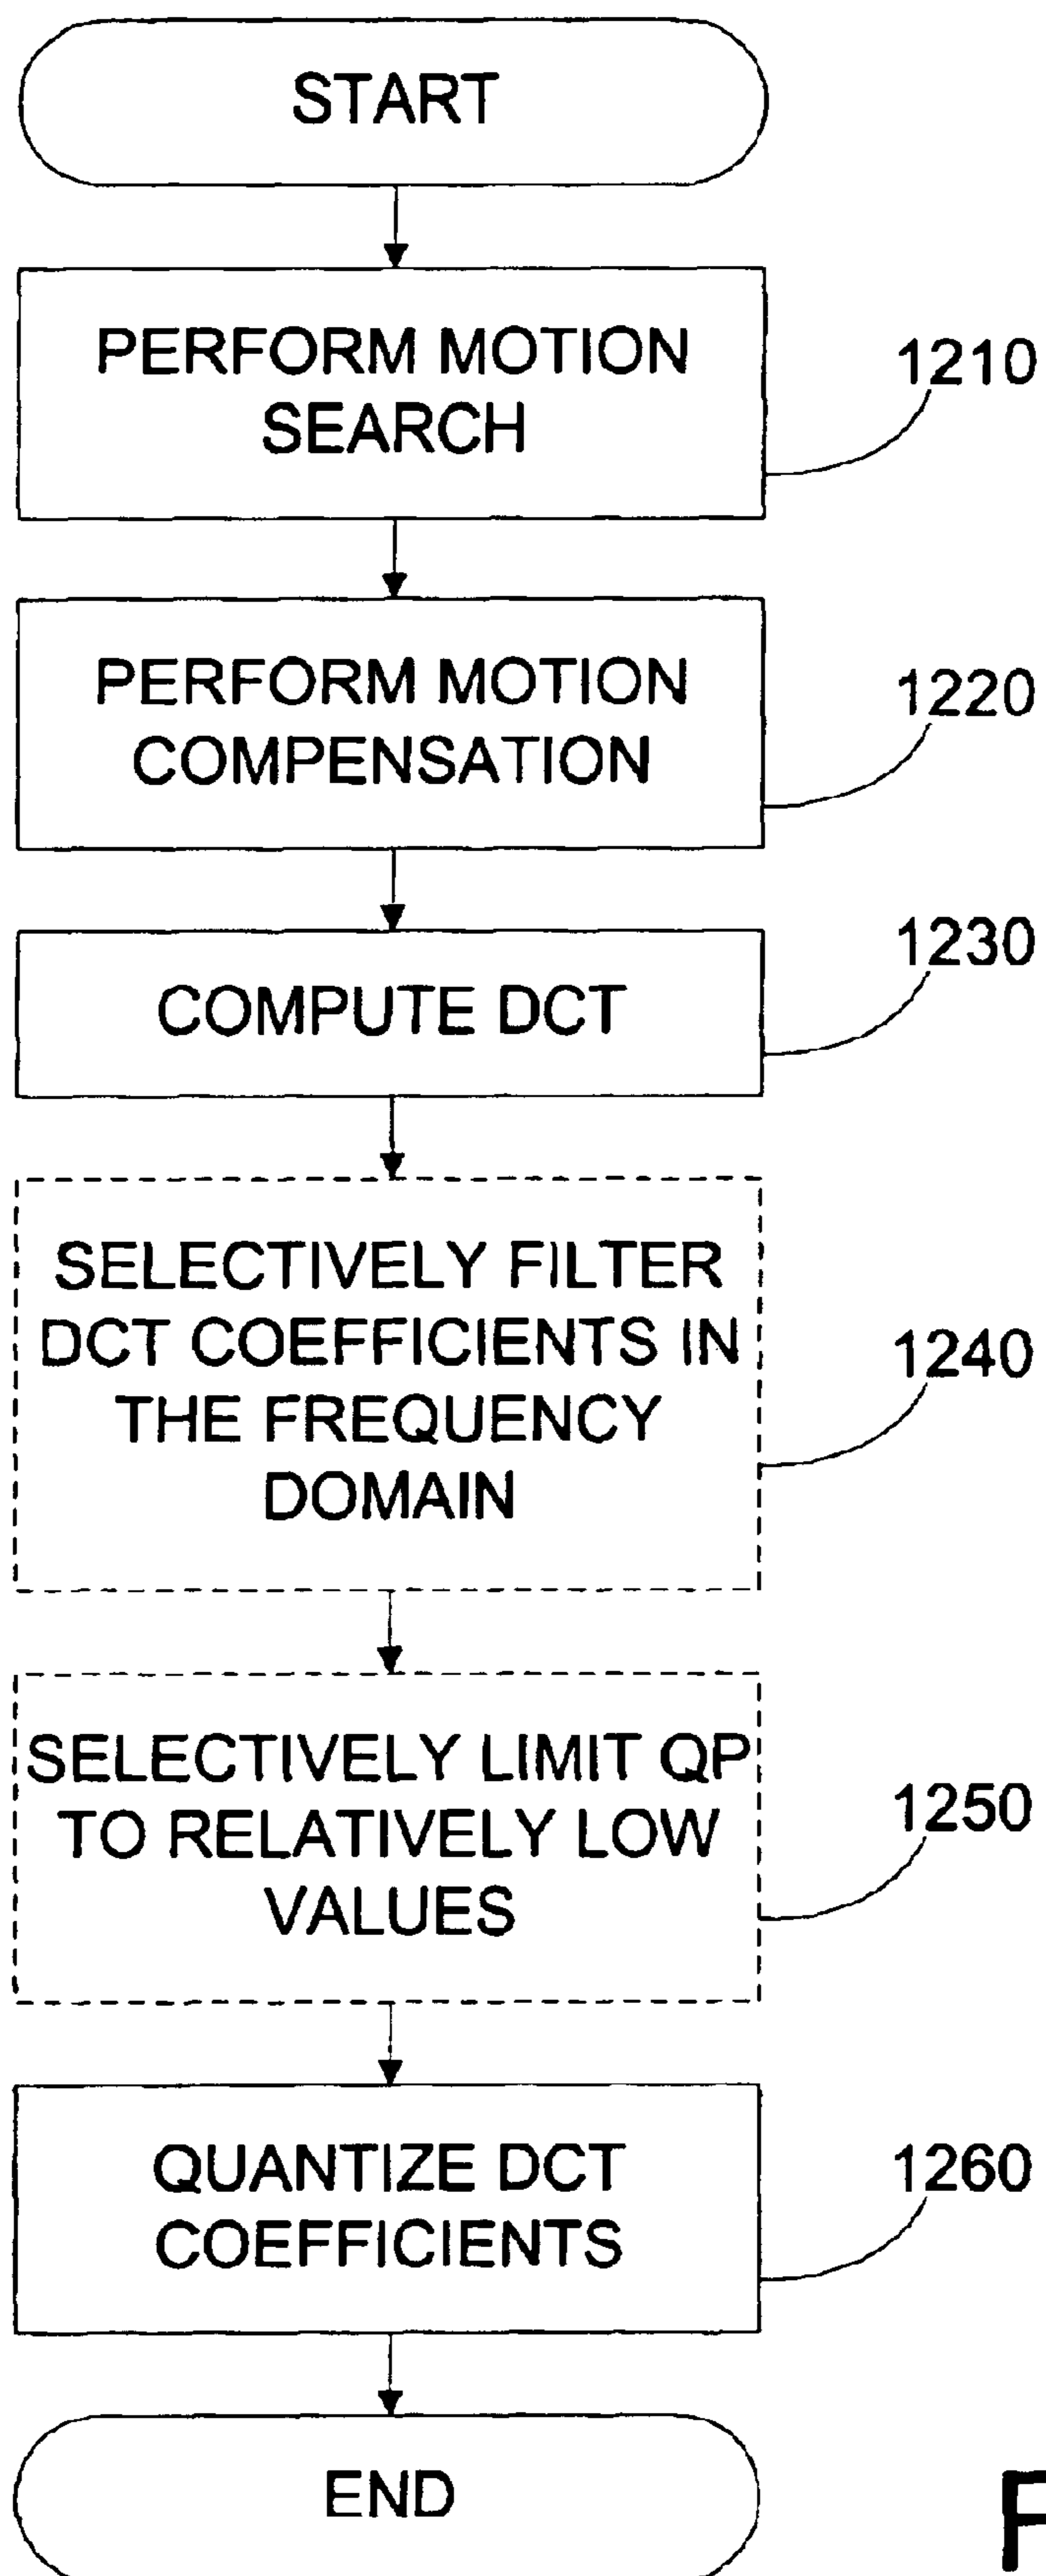 START
PERFORM MOTION
SEARCH
1210
PERFORM MOTION
COMPENSATION
1220
COMPUTE DCT
1230
SELECTIVELY FILTER
DCT COEFFICIENTS IN
THE FREQUENCY
DOMAIN
1240
SELECTIVELY LIMIT QP
TO RELATIVELY LOW
VALUES
1250
QUANTIZE DCT
COEFFICIENTS
1260
END